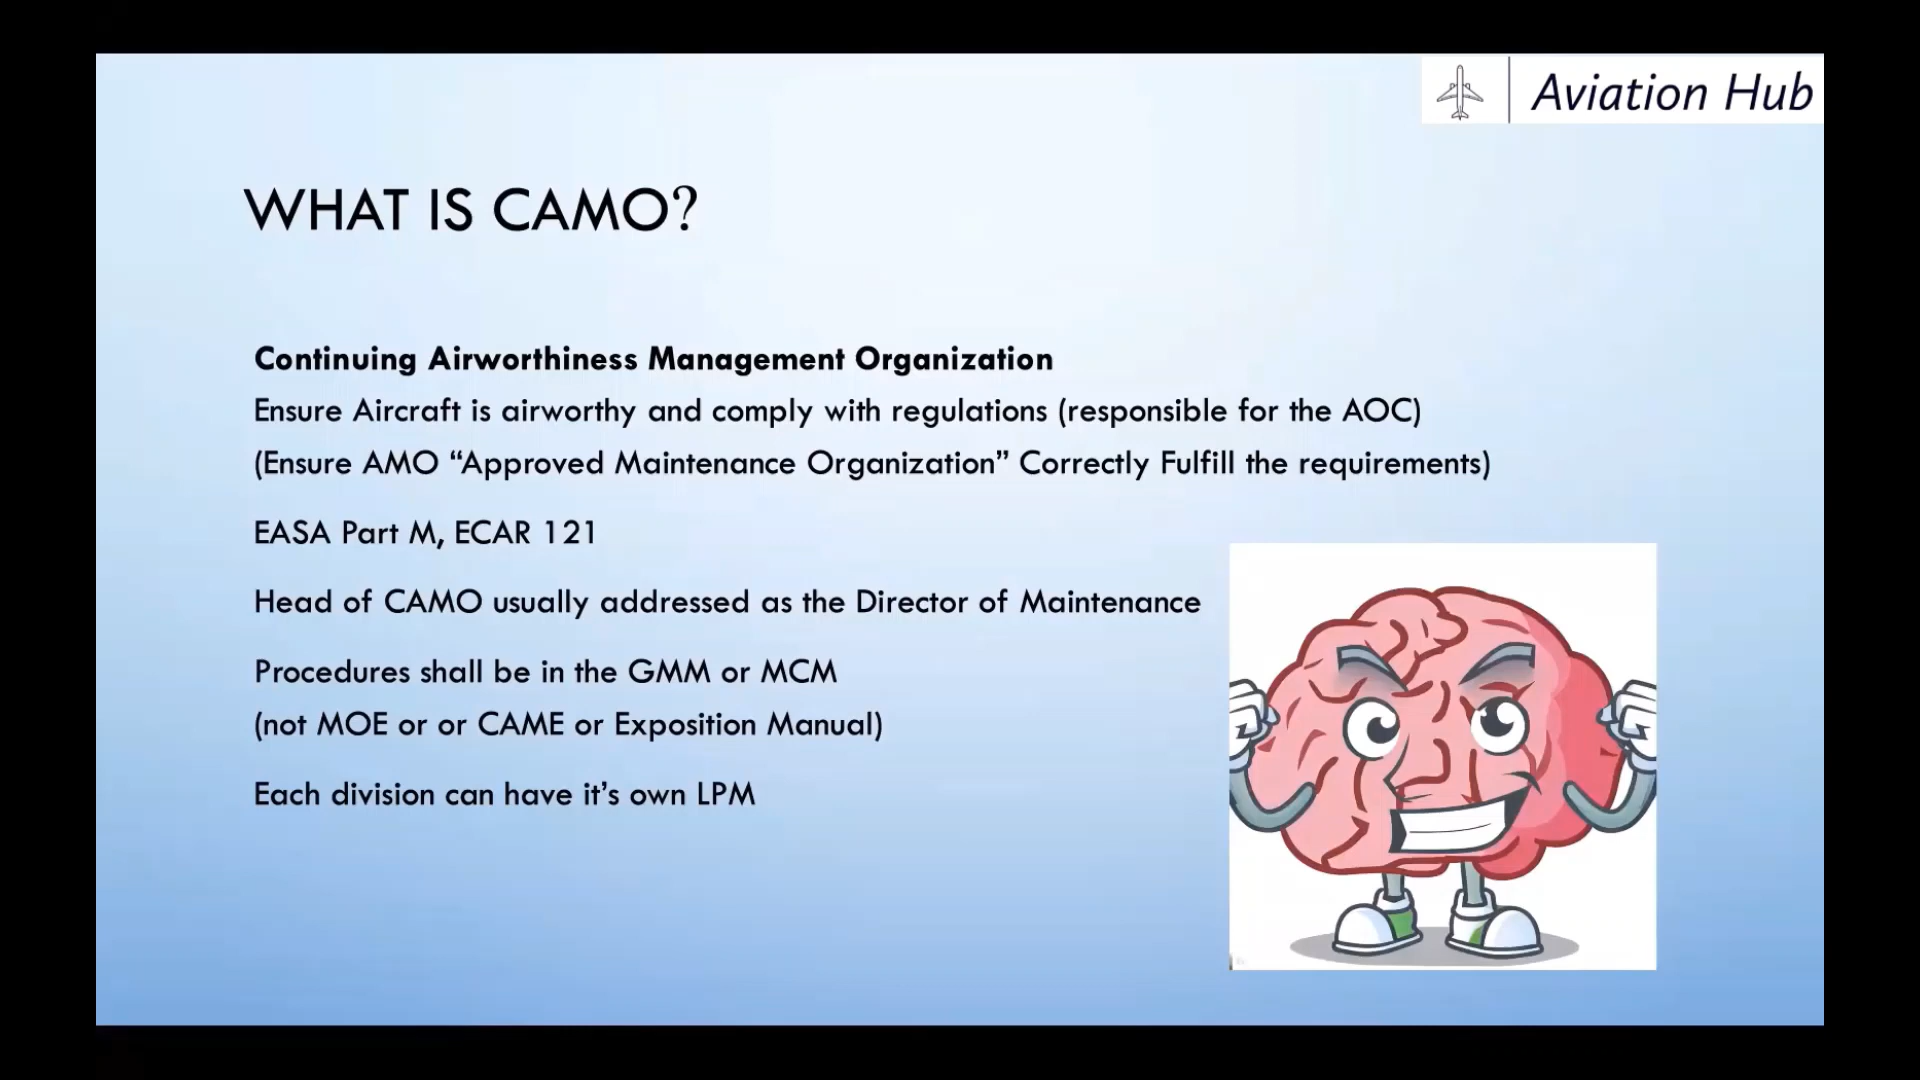 Aviation Hub
WHAT IS CAMO?
Continuing Airworthiness Management Organization
Ensure Aircraft is airworthy and comply with regulations (responsible for the AOC)
(Ensure AMO “Approved Maintenance Organization” Correctly Fulfill the requirements)
EASA Part M, ECAR 121
Head of CAMO usually addressed as the Director of Maintenance
Procedures shall be in the GMM or MCM
(not MOE or or CAME or Exposition Manual)
Each division can have it’s own LPM